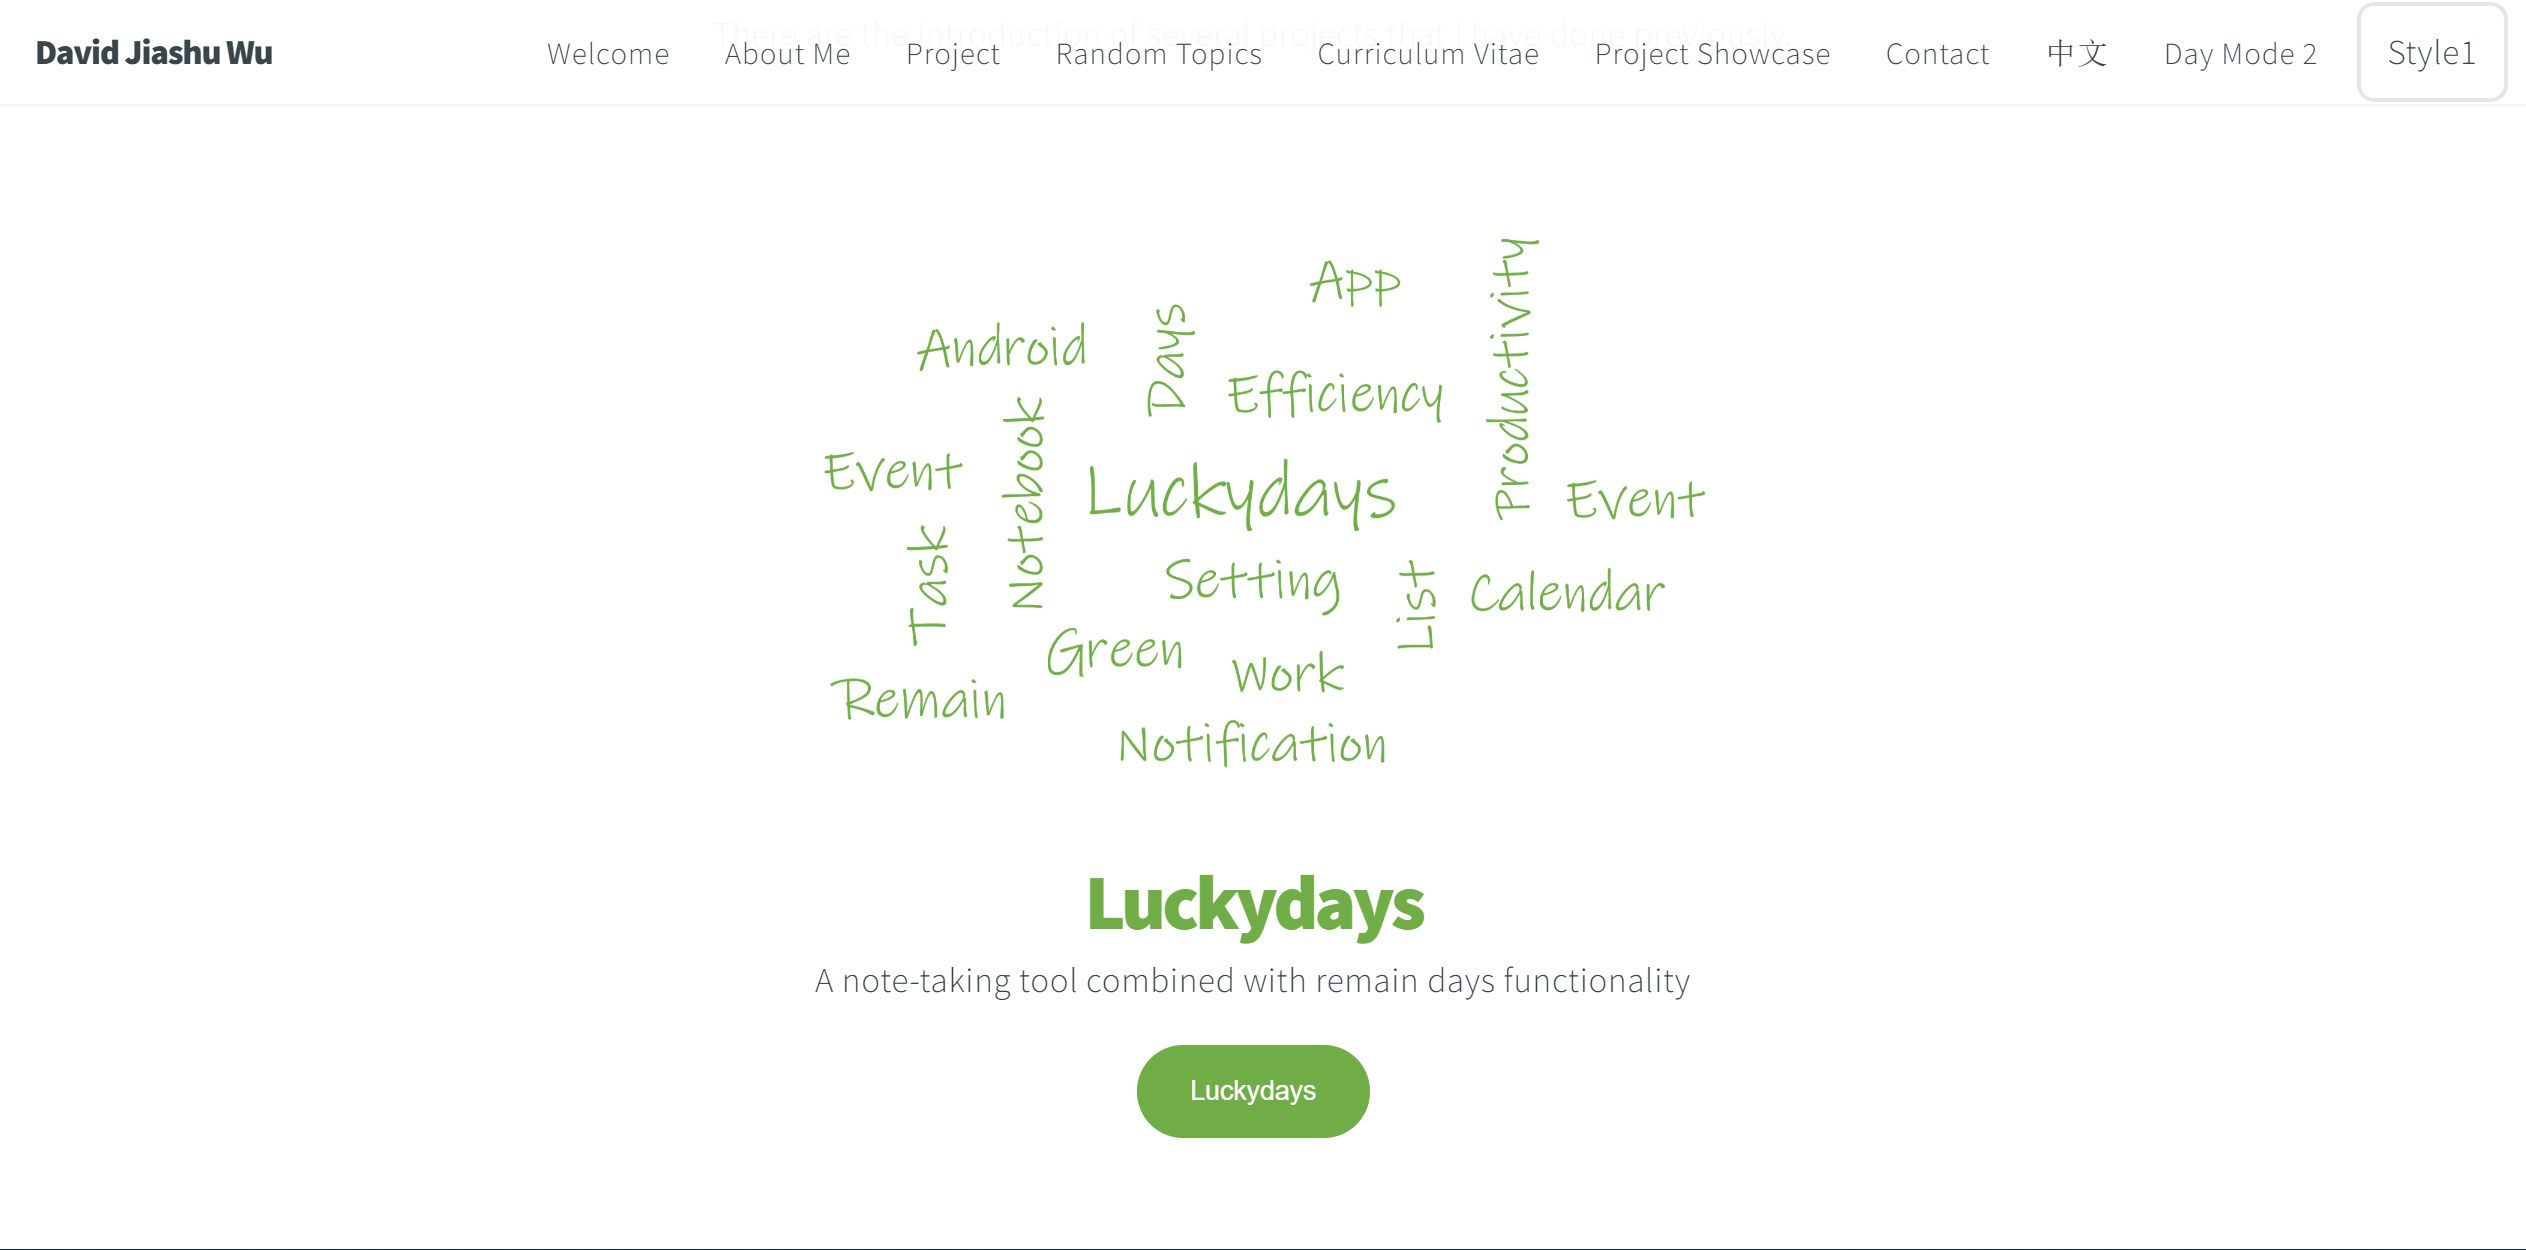 There are the introduction of several projects that I have done previously
David Jiashu Wu
Welcome
About Me
Project
Random Topics
Curriculum Vitae
Project Showcase
Contact
中文
Day Mode 2
Style1
App
Productivity
Android
Days
Efficiency
Event
Notebook
Luckydays
Event
Task
Setting
List
Calendar
Green
Work
Remain
Notification
Luckydays
A note-taking tool combined with remain days functionality
Luckydays